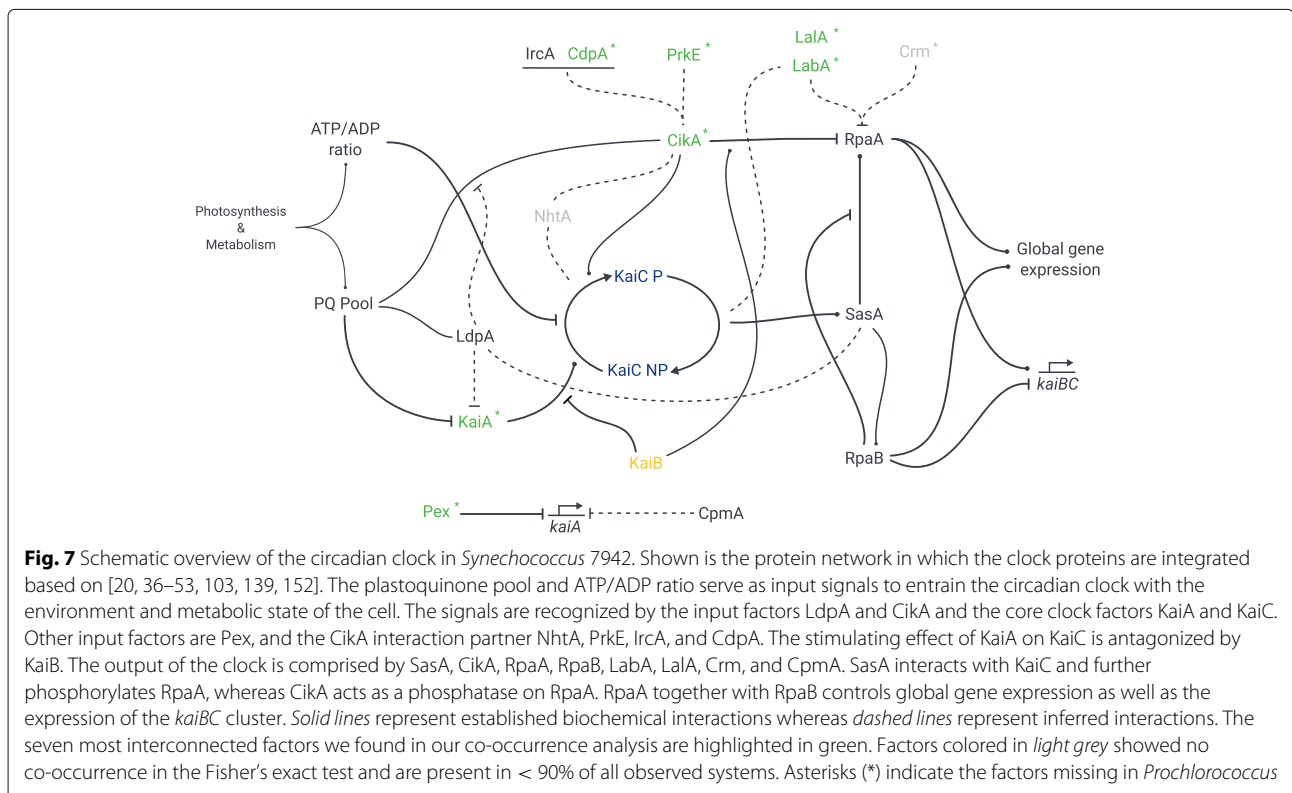 IrcA CdpA*
PrkE*
LalA*
LabA*
Crm*
ATP/ADP
ratio
CikA*
RpaA
Photosynthesis
&
Metabolism
NhtA
Global gene
expression
KaiC P
PQ Pool
LdpA
SasA
KaiC NP
kaiBC
KaiA*
KaiB
RpaB
Pex*
kaiA
CpmA
Fig. 7 Schematic overview of the circadian clock in Synechococcus 7942. Shown is the protein network in which the clock proteins are integrated
based on [20, 36–53, 103, 139, 152]. The plastoquinone pool and ATP/ADP ratio serve as input signals to entrain the circadian clock with the
environment and metabolic state of the cell. The signals are recognized by the input factors LdpA and CikA and the core clock factors KaiA and KaiC.
Other input factors are Pex, and the CikA interaction partner NhtA, PrkE, IrcA, and CdpA. The stimulating effect of KaiA on KaiC is antagonized by
KaiB. The output of the clock is comprised by SasA, CikA, RpaA, RpaB, LabA, LalA, Crm, and CpmA. SasA interacts with KaiC and further
phosphorylates RpaA, whereas CikA acts as a phosphatase on RpaA. RpaA together with RpaB controls global gene expression as well as the
expression of the kaiBC cluster. Solid lines represent established biochemical interactions whereas dashed lines represent inferred interactions. The
seven most interconnected factors we found in our co-occurrence analysis are highlighted in green. Factors colored in light grey showed no
co-occurrence in the Fisher's exact test and are present in < 90% of all observed systems. Asterisks (*) indicate the factors missing in Prochlorococcus